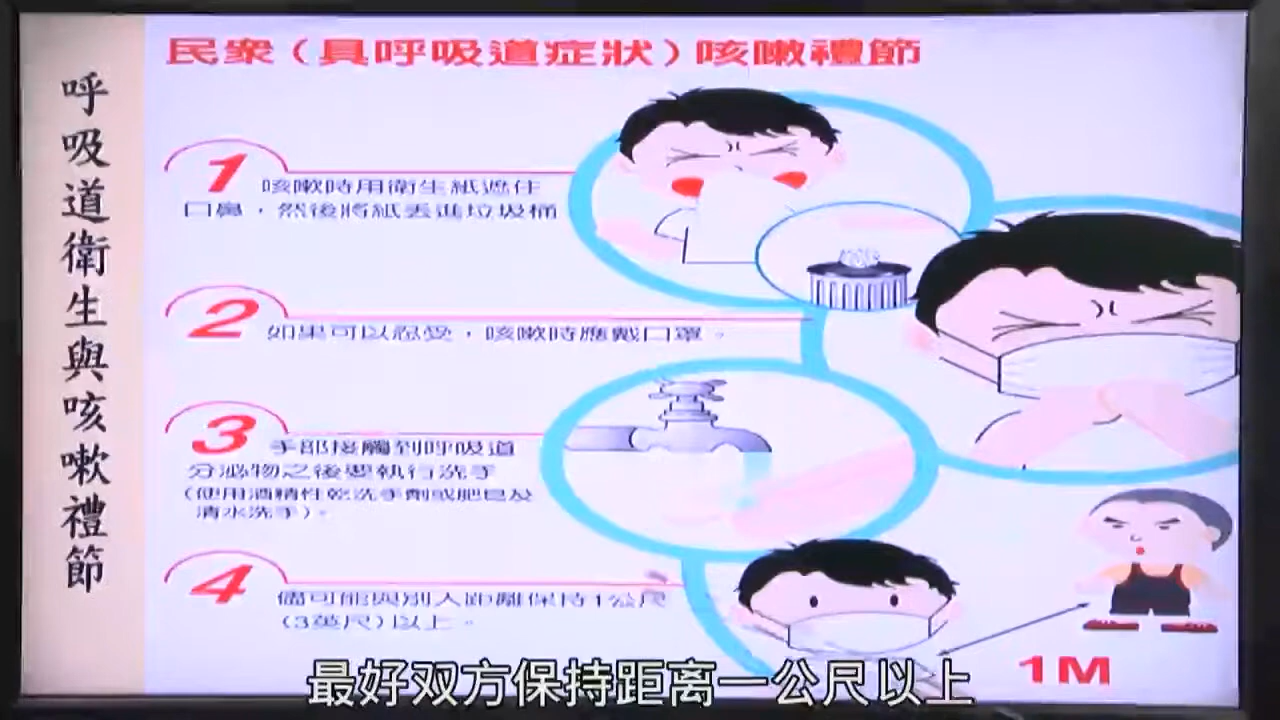 呼吸道衛生與咳嗽禮節
民衆（具呼吸道症狀）咳嗽禮節
1
咳嗽時用衛生紙遮住
口鼻，然後將紙丟進垃圾桶
2
如果可以忍受，咳嗽時應戴口罩。
3
手部接觸到呼吸道
分泌物之後要執行洗手
（使用酒精性乾洗手劑或肥皂及
清水洗手）。
4
儘可能與別人距離保持1公尺
（3英尺）以上。
1M
最好双方保持距离一公尺以上